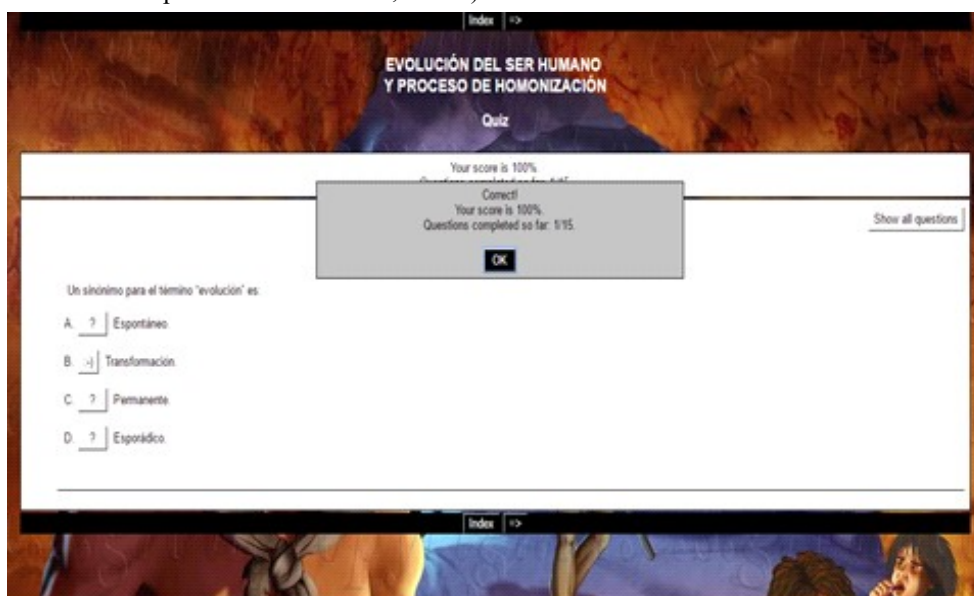 Index =>
EVOLUCIÓN DEL SER HUMANO
Y PROCESO DE HOMONIZACIÓN
Quiz
Your score is 100%.
Correct!
Your score is 100%.
Questions completed so far: 1/15.
OK
Show all questions
Un sinónimo para el término "evolución" es:
A. ? Espontáneo.
B. :-) Transformación.
C. ? Permanente.
D. ? Esporádico.
Index =>